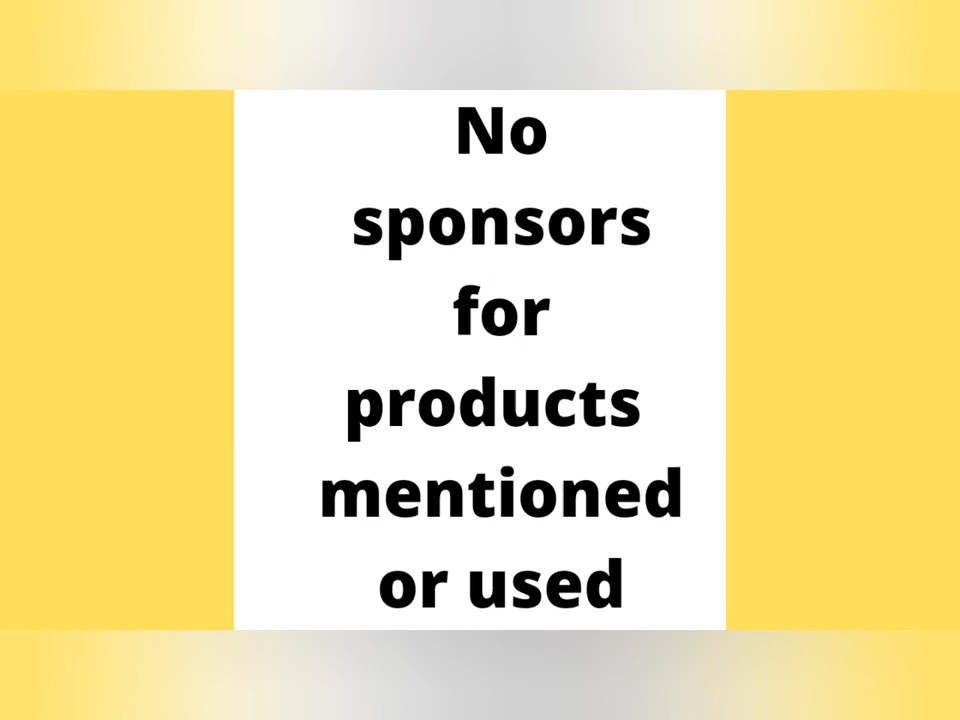 No
sponsors
for
products
mentioned
or used